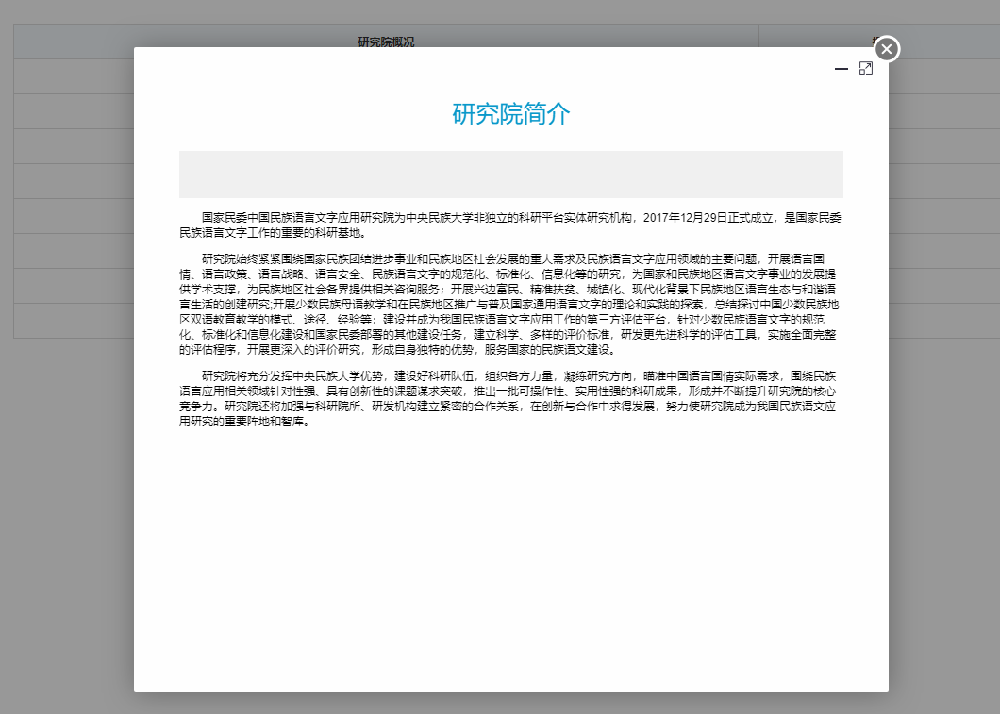 研究院概况
研究院简介
国家民委中国民族语言文字应用研究院为中央民族大学非独立的科研平台实体研究机构，2017年12月29日正式成立，是国家民委
民族语言文字工作的重要的科研基地。
研究院始终紧紧围绕国家民族团结进步事业和民族地区社会发展的重大需求及民族语言文字应用领域的主要问题，开展语言国
情、语言政策、语言战略、语言安全、民族语言文字的规范化、标准化、信息化等的研究，为国家和民族地区语言文字事业的发展提
供学术支撑，为民族地区社会各界提供相关咨询服务；开展兴边富民、精准扶贫、城镇化、现代化背景下民族地区语言生态与和谐语
言生活的创建研究;开展少数民族母语教学和在民族地区推广与普及国家通用语言文字的理论和实践的探索，总结探讨中国少数民族地
区双语教育教学的模式、途径、经验等；建设并成为我国民族语言文字应用工作的第三方评估平台，针对少数民族语言文字的规范
化、标准化和信息化建设和国家民委部署的其他建设任务，建立科学、多样的评价标准，研发更先进科学的评估工具，实施全面完整
的评估程序，开展更深入的评价研究，形成自身独特的优势，服务国家的民族语文建设。
研究院将充分发挥中央民族大学优势，建设好科研队伍，组织各方力量，凝练研究方向，瞄准中国语言国情实际需求，围绕民族
语言应用相关领域针对性强、具有创新性的课题谋求突破，推出一批可操作性、实用性强的科研成果，形成并不断提升研究院的核心
竞争力。研究院还将加强与科研院所、研发机构建立紧密的合作关系，在创新与合作中求得发展，努力使研究院成为我国民族语文应
用研究的重要阵地和智库。